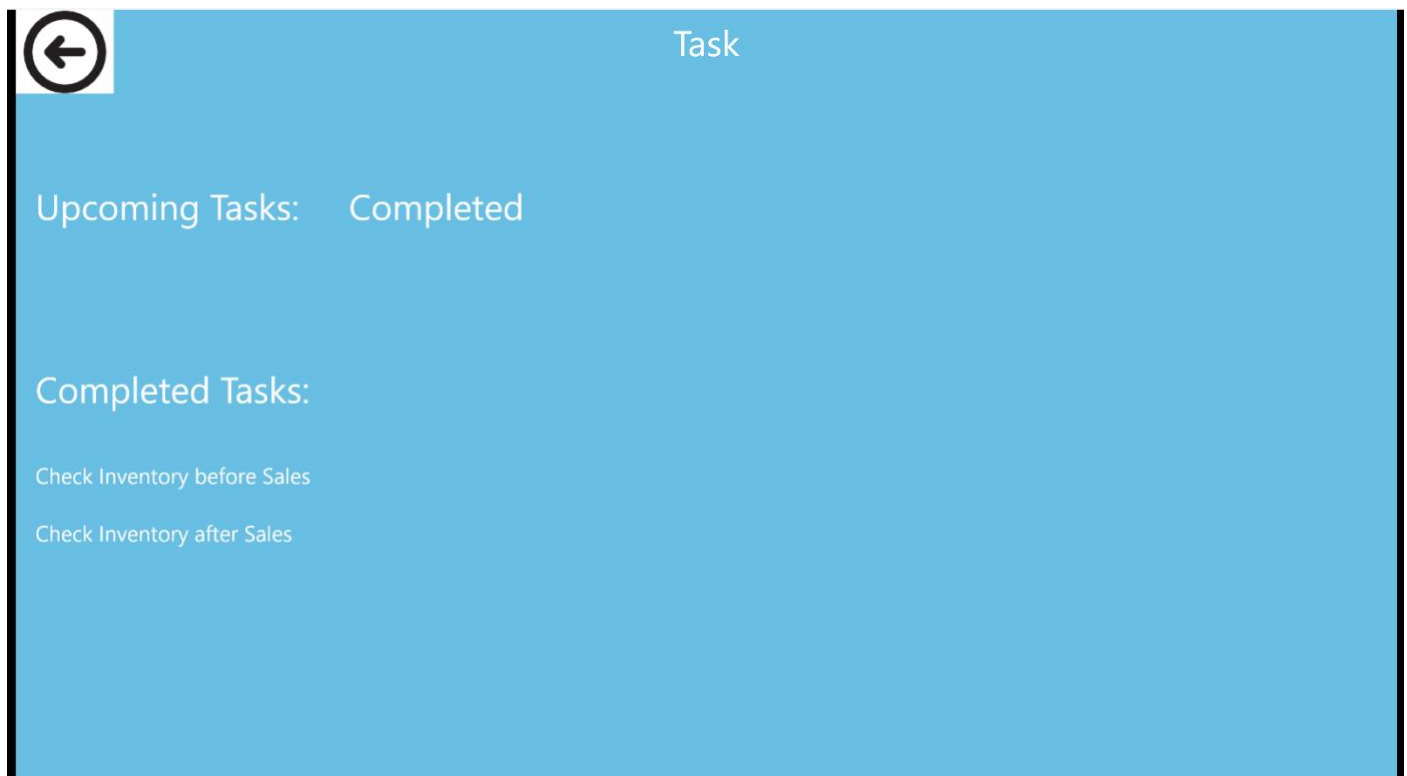 Task
Upcoming Tasks: Completed
Completed Tasks:
Check Inventory before Sales
Check Inventory after Sales